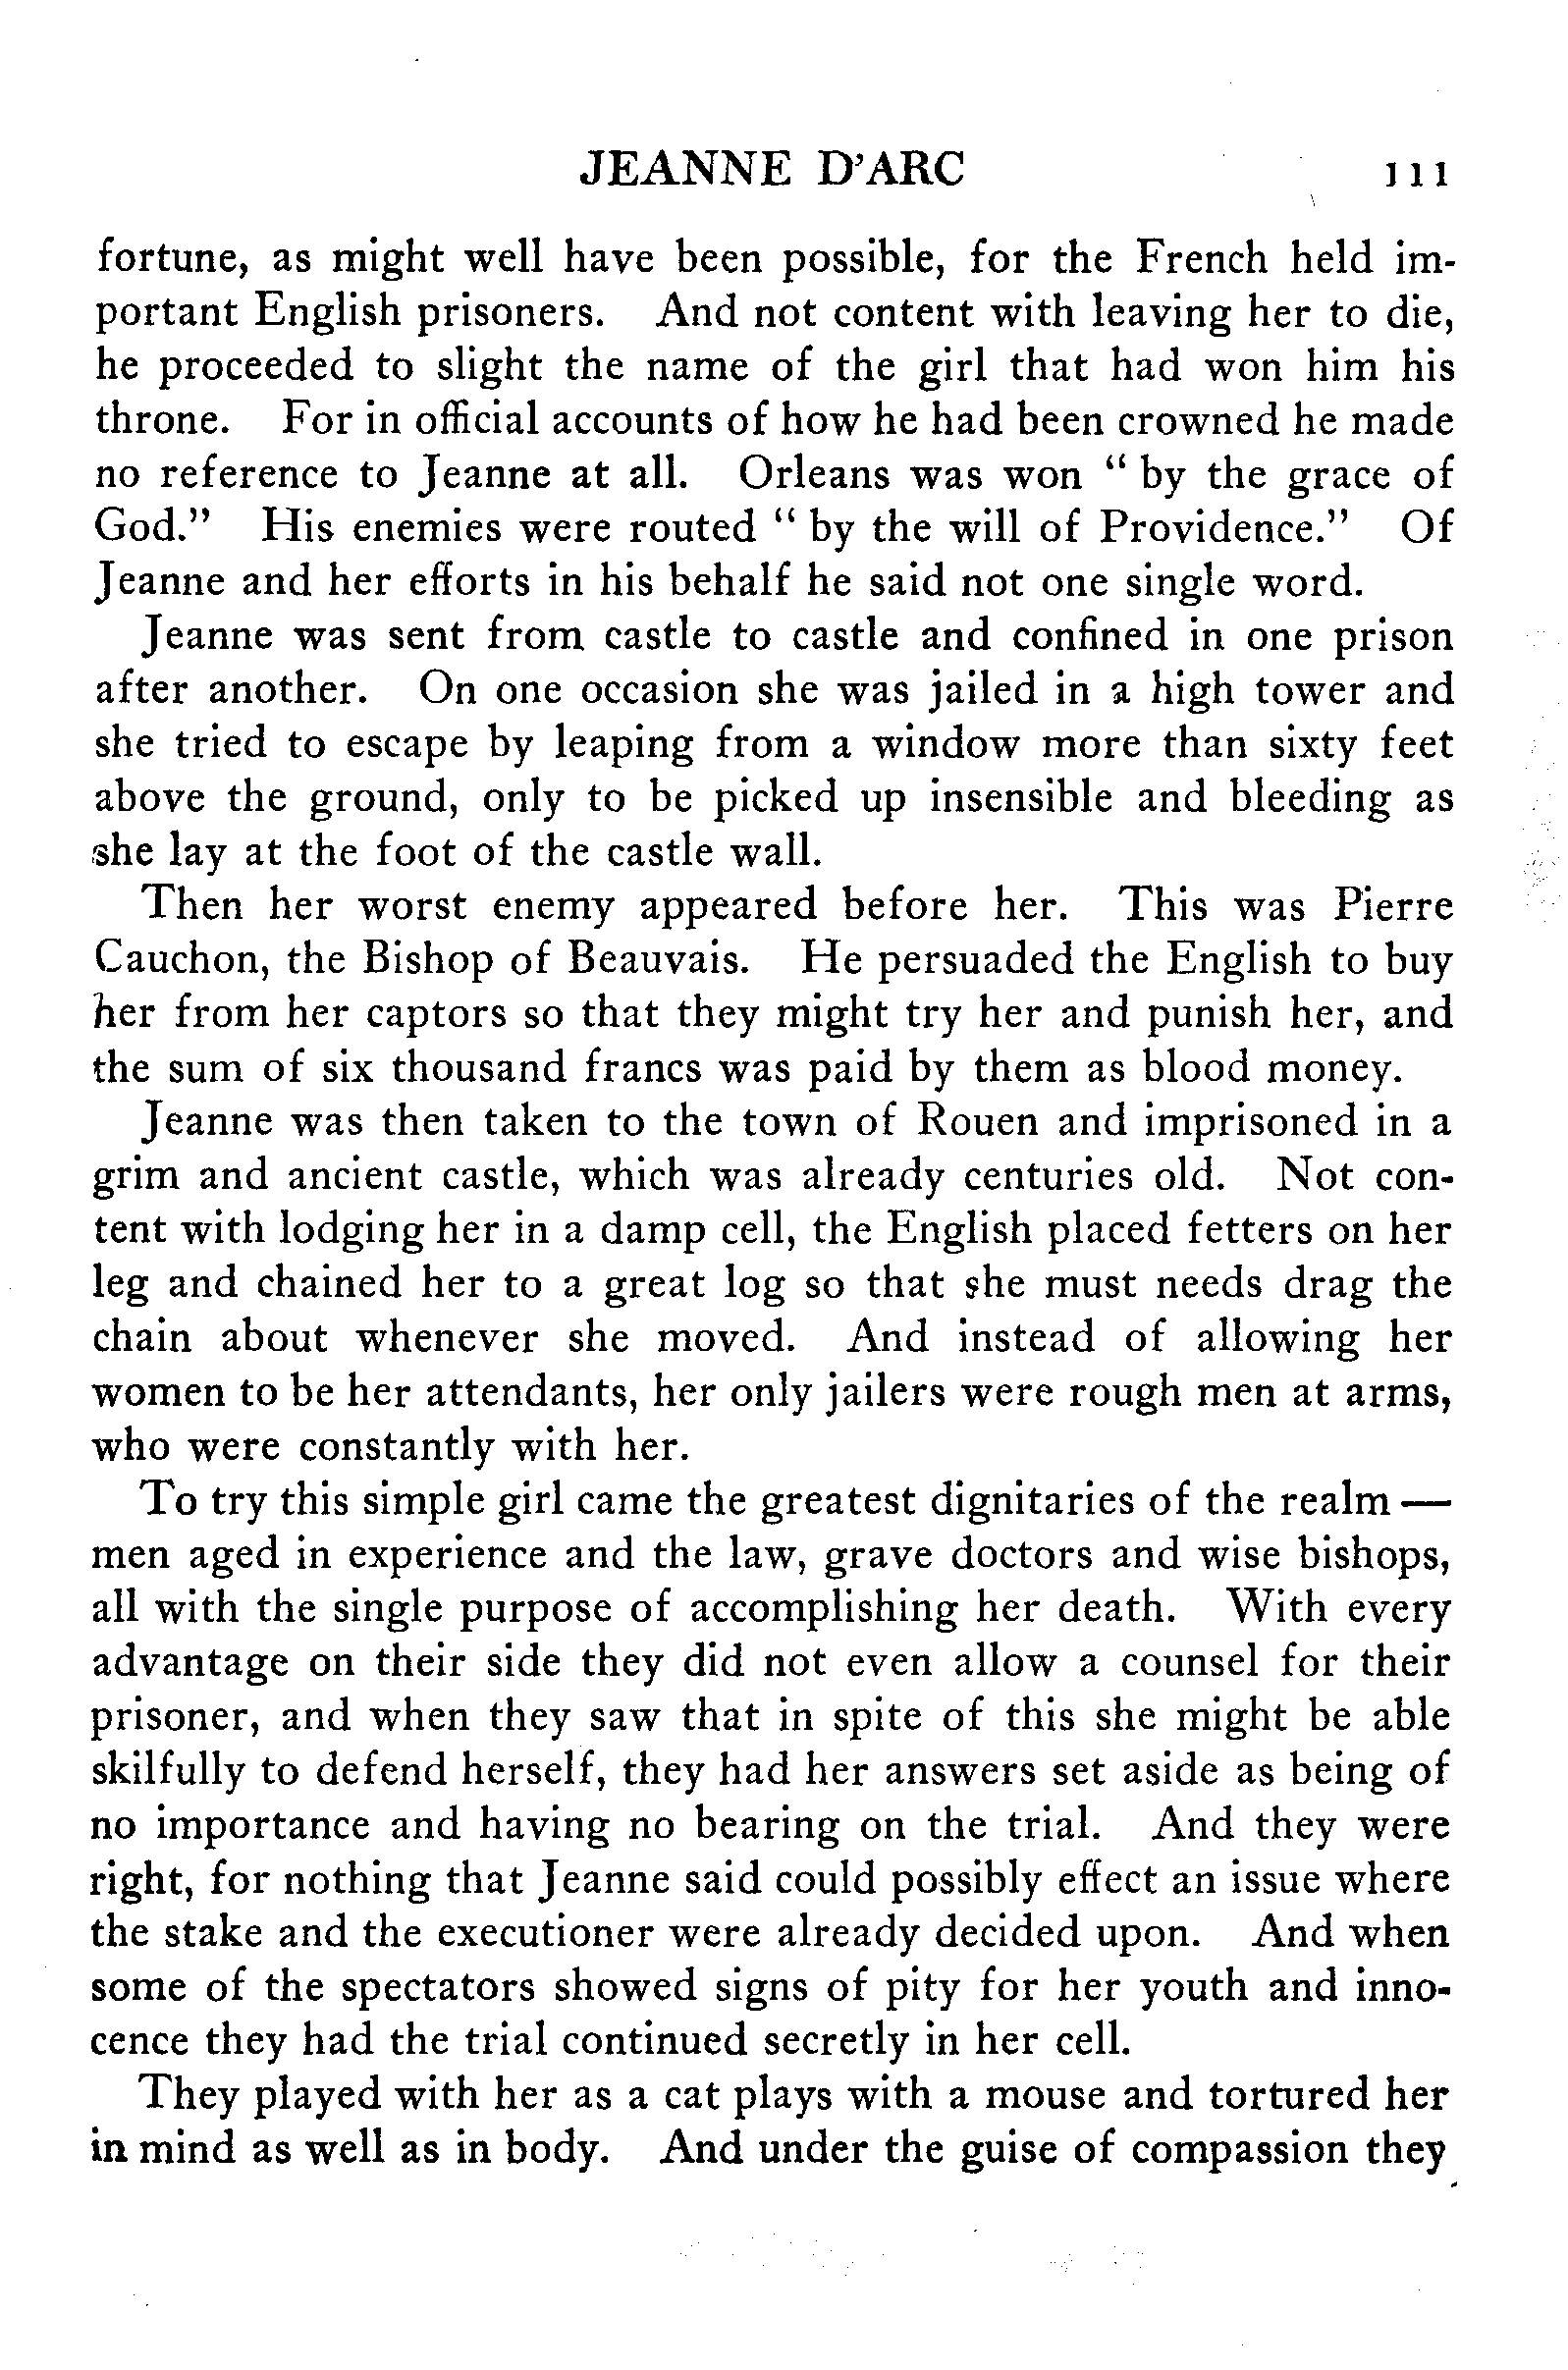 JEANNE D'ARC 111
fortune, as might well have been possible, for the French held im-
portant English prisoners. And not content with leaving her to die,
he proceeded to slight the name of the girl that had won him his
throne. For in official accounts of how he had been crowned he made
no reference to Jeanne at all. Orleans was won " by the grace of
God." His enemies were routed " by the will of Providence." Of
Jeanne and her efforts in his behalf he said not one single word.
Jeanne was sent from castle to castle and confined in one prison
after another. On one occasion she was jailed in a high tower and
she tried to escape by leaping from a window more than sixty feet
above the ground, only to be picked up insensible and bleeding as
she lay at the foot of the castle wall.
Then her worst enemy appeared before her. This was Pierre
Cauchon, the Bishop of Beauvais. He persuaded the English to buy
her from her captors so that they might try her and punish her, and
the sum of six thousand francs was paid by them as blood money.
Jeanne was then taken to the town of Rouen and imprisoned in a
grim and ancient castle, which was already centuries old. Not con-
tent with lodging her in a damp cell, the English placed fetters on her
leg and chained her to a great log so that she must needs drag the
chain about whenever she moved. And instead of allowing her
women to be her attendants, her only jailers were rough men at arms,
who were constantly with her.
To try this simple girl came the greatest dignitaries of the realm —
men aged in experience and the law, grave doctors and wise bishops,
all with the single purpose of accomplishing her death. With every
advantage on their side they did not even allow a counsel for their
prisoner, and when they saw that in spite of this she might be able
skilfully to defend herself, they had her answers set aside as being of
no importance and having no bearing on the trial. And they were
right, for nothing that Jeanne said could possibly effect an issue where
the stake and the executioner were already decided upon. And when
some of the spectators showed signs of pity for her youth and inno-
cence they had the trial continued secretly in her cell.
They played with her as a cat plays with a mouse and tortured her
in mind as well as in body. And under the guise of compassion they